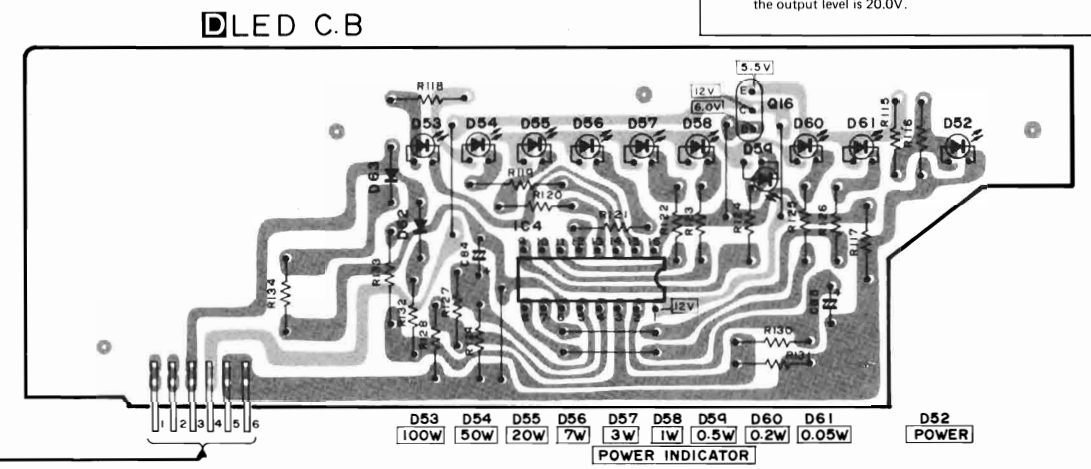 the output level is 20.0V.
D LED C.B
5.5V
R118
12V
E
Q16
6.0V
C
B
R115
R116
D53 D54 D55 D56 D57 D58 D60 D61 D52
D59
D63
R119
R120
D62
R121
R122
R123
R124
R125
R126
R117
IC4
C84
R133
R134
R127
R132
R128
12V
R130
R131
1 2 3 4 5 6
D53 D54 D55 D56 D57 D58 D59 D60 D61 D52
100W 50W 20W 7W 3W 1W 0.5W 0.2W 0.05W POWER
POWER INDICATOR